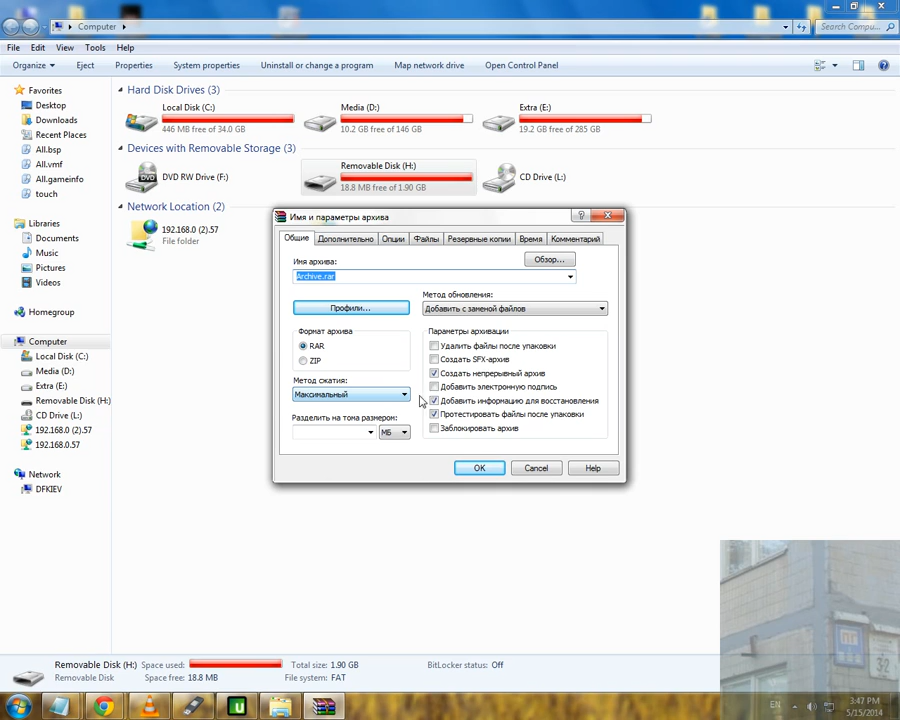 Computer
Search Compu...
File Edit View Tools Help
Organize Eject Properties System properties Uninstall or change a program Map network drive Open Control Panel
Favorites
Desktop
Downloads
Recent Places
All.bsp
All.vmf
All.gameinfo
touch
Libraries
Documents
Music
Pictures
Videos
Homegroup
Computer
Local Disk (C:)
Media (D:)
Extra (E:)
Removable Disk (H:)
CD Drive (L:)
192.168.0 (2).57
192.168.0.57
Network
DFKIEV
Hard Disk Drives (3)
Local Disk (C:)
446 MB free of 34.0 GB
Media (D:)
10.2 GB free of 146 GB
Extra (E:)
19.2 GB free of 285 GB
Devices with Removable Storage (3)
DVD RW Drive (F:)
Removable Disk (H:)
18.8 MB free of 1.90 GB
CD Drive (L:)
Network Location (2)
192.168.0 (2).57
File folder
Имя и параметры архива
Общие Дополнительно Опции Файлы Резервные копии Время Комментарий
Имя архива:
Обзор...
Archive.rar
Профили...
Метод обновления:
Добавить с заменой файлов
Формат архива
RAR
ZIP
Метод сжатия:
Максимальный
Разделить на тома размером:
МБ
Параметры архивации
Удалить файлы после упаковки
Создать SFX-архив
Создать непрерывный архив
Добавить электронную подпись
Добавить информацию для восстановления
Протестировать файлы после упаковки
Заблокировать архив
OK Cancel Help
Removable Disk (H:) Space used: Total size: 1.90 GB BitLocker status: Off
Removable Disk Space free: 18.8 MB File system: FAT
32
EN
3:47 PM
5/15/2014